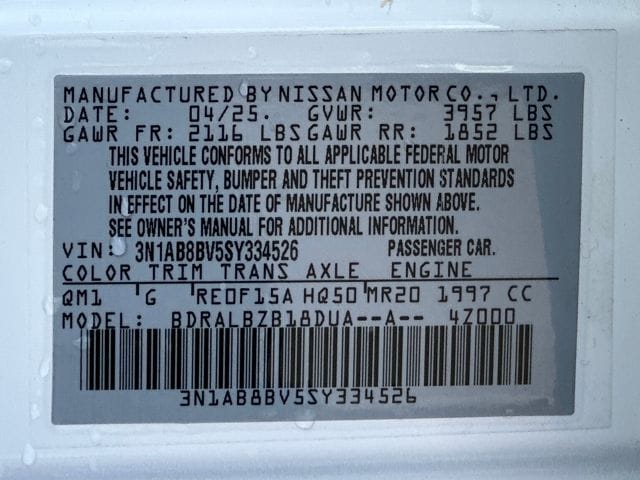 MANUFACTURED BY NISSAN MOTOR CO., LTD.
DATE: 04/25. GVWR: 3957 LBS
GAWR FR: 2116 LBS GAWR RR: 1852 LBS
THIS VEHICLE CONFORMS TO ALL APPLICABLE FEDERAL MOTOR
VEHICLE SAFETY, BUMPER AND THEFT PREVENTION STANDARDS
IN EFFECT ON THE DATE OF MANUFACTURE SHOWN ABOVE.
SEE OWNER'S MANUAL FOR ADDITIONAL INFORMATION.
VIN: 3N1AB8BV5SY334526 PASSENGER CAR.
COLOR TRIM TRANS AXLE ENGINE
QM1 G RE0F15A HQ50 MR20 1997 CC
MODEL: BDRALBZB18DUA--A-- 4Z000
3N1AB8BV5SY334526